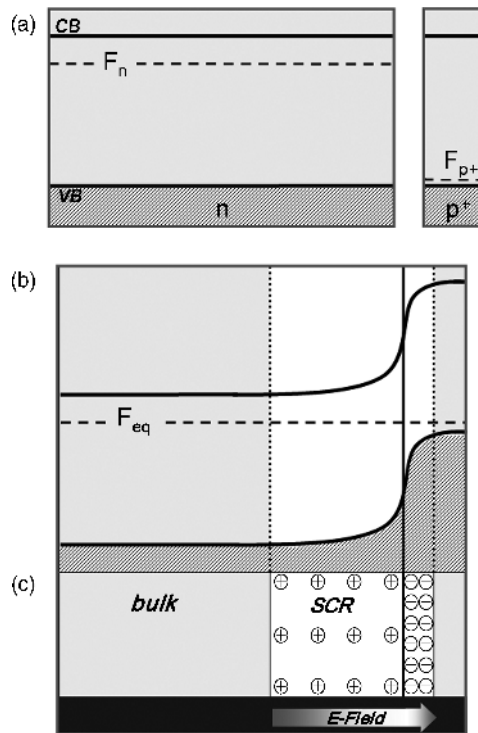 (a)
CB
Fn
Fp+
VB
n
p+
(b)
Feq
(c)
bulk
SCR
E-Field